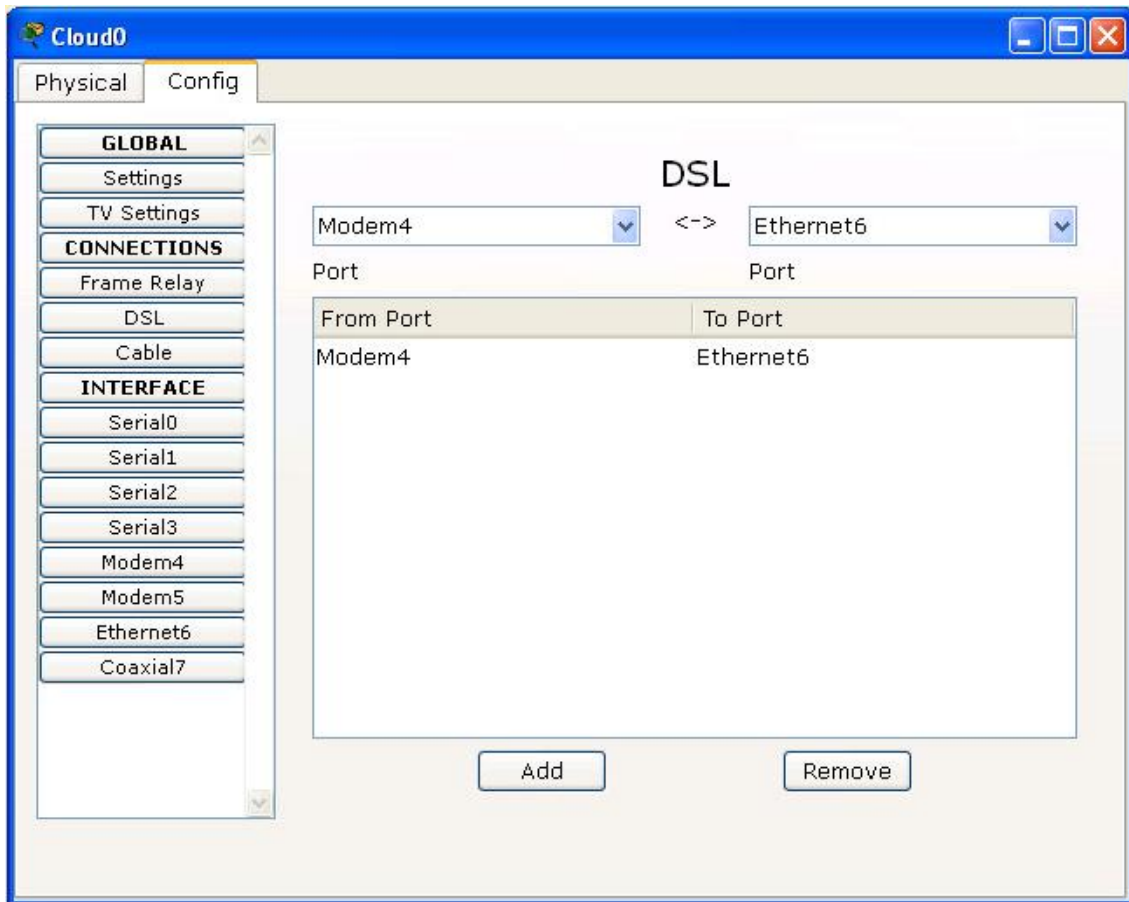 Cloud0
Physical Config
GLOBAL
Settings
TV Settings
CONNECTIONS
Frame Relay
DSL
Cable
INTERFACE
Serial0
Serial1
Serial2
Serial3
Modem4
Modem5
Ethernet6
Coaxial7
DSL
Modem4 <-> Ethernet6
Port Port
From Port To Port
Modem4 Ethernet6
Add Remove